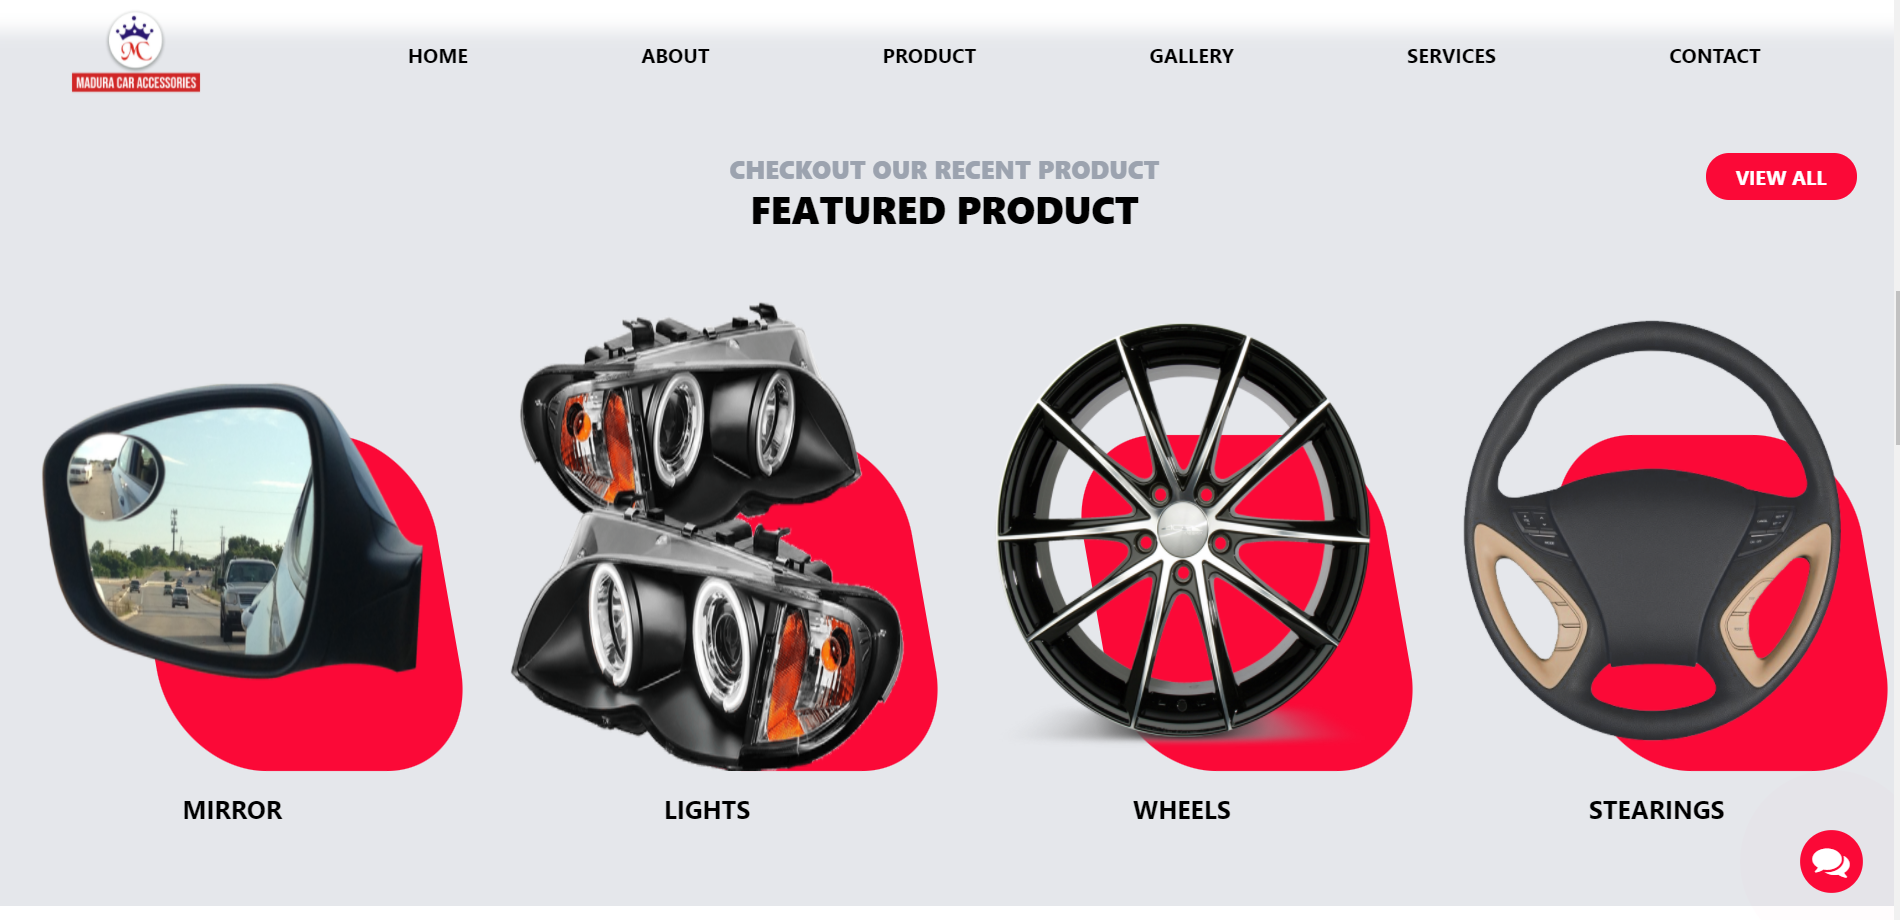 MC
MADURA CAR ACCESSORIES
HOME
ABOUT
PRODUCT
GALLERY
SERVICES
CONTACT
CHECKOUT OUR RECENT PRODUCT
FEATURED PRODUCT
VIEW ALL
MIRROR
LIGHTS
WHEELS
STEARINGS